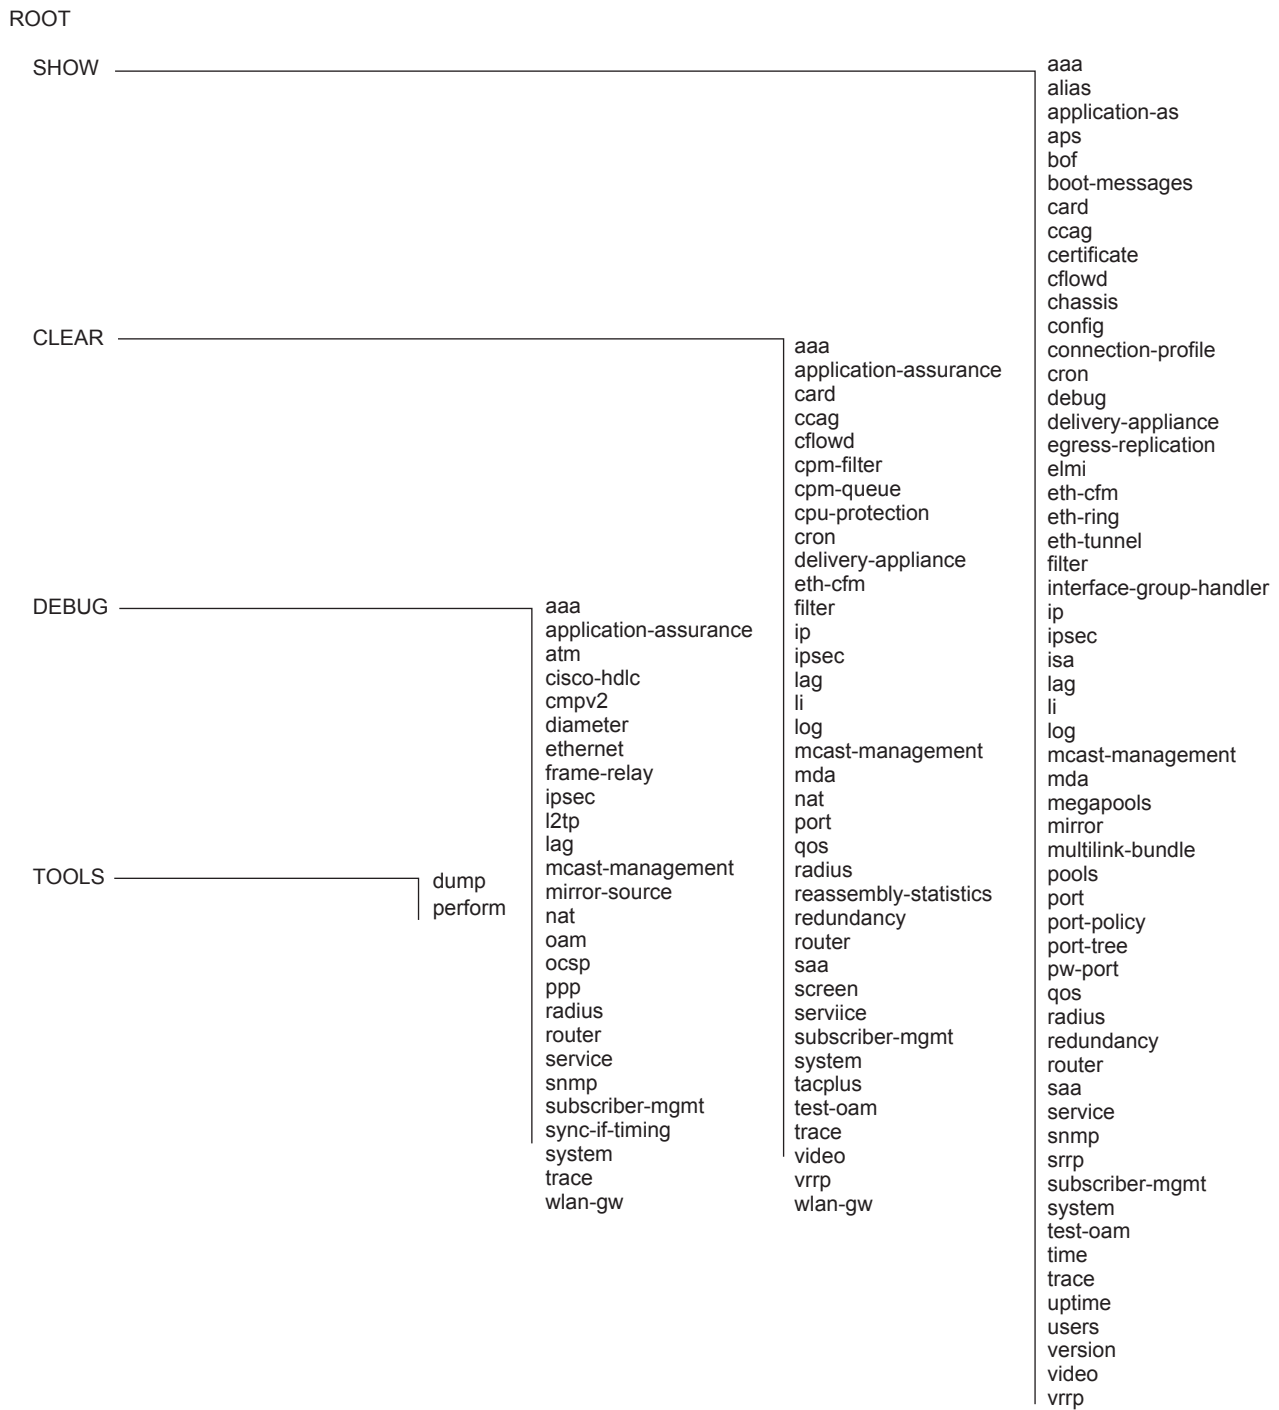 ROOT
SHOW
aaa
alias
application-as
aps
bof
boot-messages
card
ccag
certificate
cflowd
chassis
config
connection-profile
cron
debug
delivery-appliance
egress-replication
elmi
eth-cfm
eth-ring
eth-tunnel
filter
interface-group-handler
ip
ipsec
isa
lag
li
log
mcast-management
mda
megapools
mirror
multilink-bundle
pools
port
port-policy
port-tree
pw-port
qos
radius
redundancy
router
saa
service
snmp
srrp
subscriber-mgmt
system
test-oam
time
trace
uptime
users
version
video
vrrp
CLEAR
aaa
application-assurance
card
ccag
cflowd
cpm-filter
cpm-queue
cpu-protection
cron
delivery-appliance
eth-cfm
filter
ip
ipsec
lag
li
log
mcast-management
mda
nat
port
qos
radius
reassembly-statistics
redundancy
router
saa
screen
serviice
subscriber-mgmt
system
tacplus
test-oam
trace
video
vrrp
wlan-gw
DEBUG
aaa
application-assurance
atm
cisco-hdlc
cmpv2
diameter
ethernet
frame-relay
ipsec
l2tp
lag
mcast-management
mirror-source
nat
oam
ocsp
ppp
radius
router
service
snmp
subscriber-mgmt
sync-if-timing
system
trace
wlan-gw
TOOLS
dump
perform